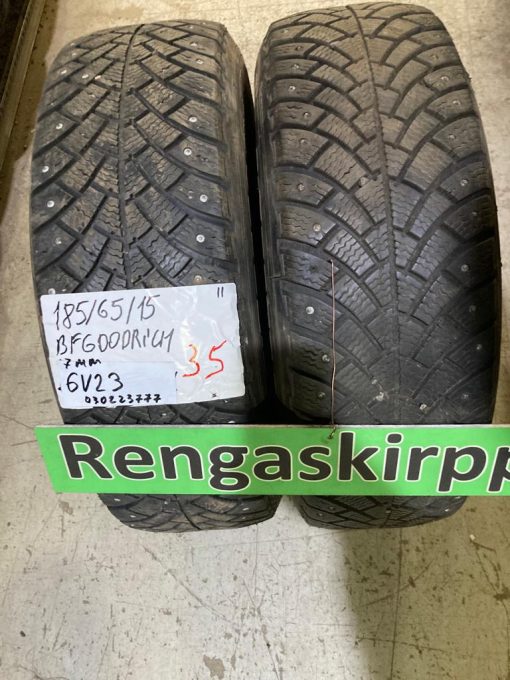 185/65/15 "
BFGOODRICH
7MM
6V23
35
030223777
Rengaskirpp